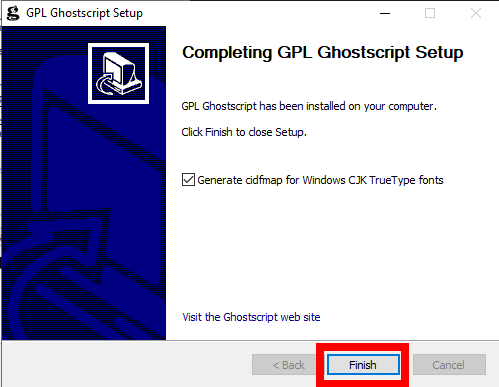 GPL Ghostscript Setup
Completing GPL Ghostscript Setup
GPL Ghostscript has been installed on your computer.
Click Finish to close Setup.
Generate cidfmap for Windows CJK TrueType fonts
Visit the Ghostscript web site
< Back
Finish
Cancel